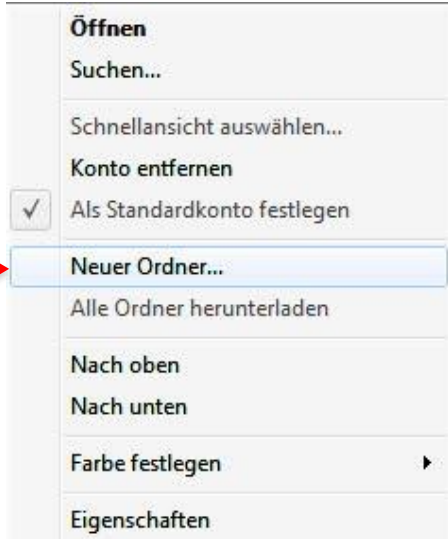 Öffnen
Suchen...
Schnellansicht auswählen...
Konto entfernen
Als Standardkonto festlegen
Neuer Ordner...
Alle Ordner herunterladen
Nach oben
Nach unten
Farbe festlegen
Eigenschaften